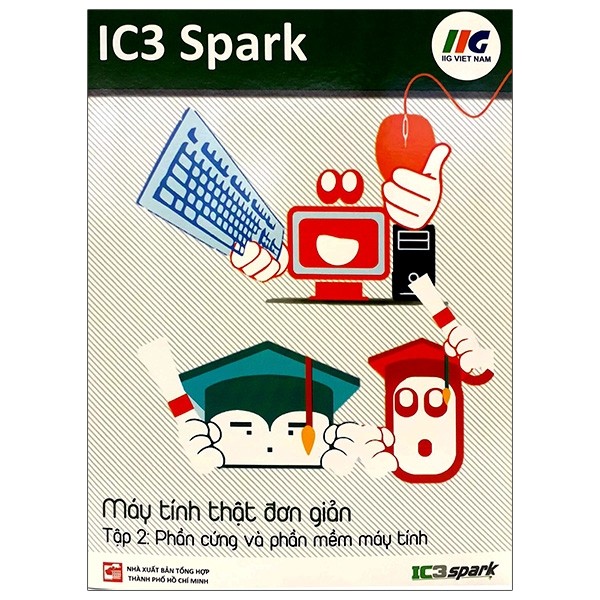 IC3 Spark
IIG
IIG VIET NAM
Máy tính thật đơn giản
Tập 2: Phần cứng và phần mềm máy tính
NHÀ XUẤT BẢN TỔNG HỢP
THÀNH PHỐ HỒ CHÍ MINH
IC3 spark